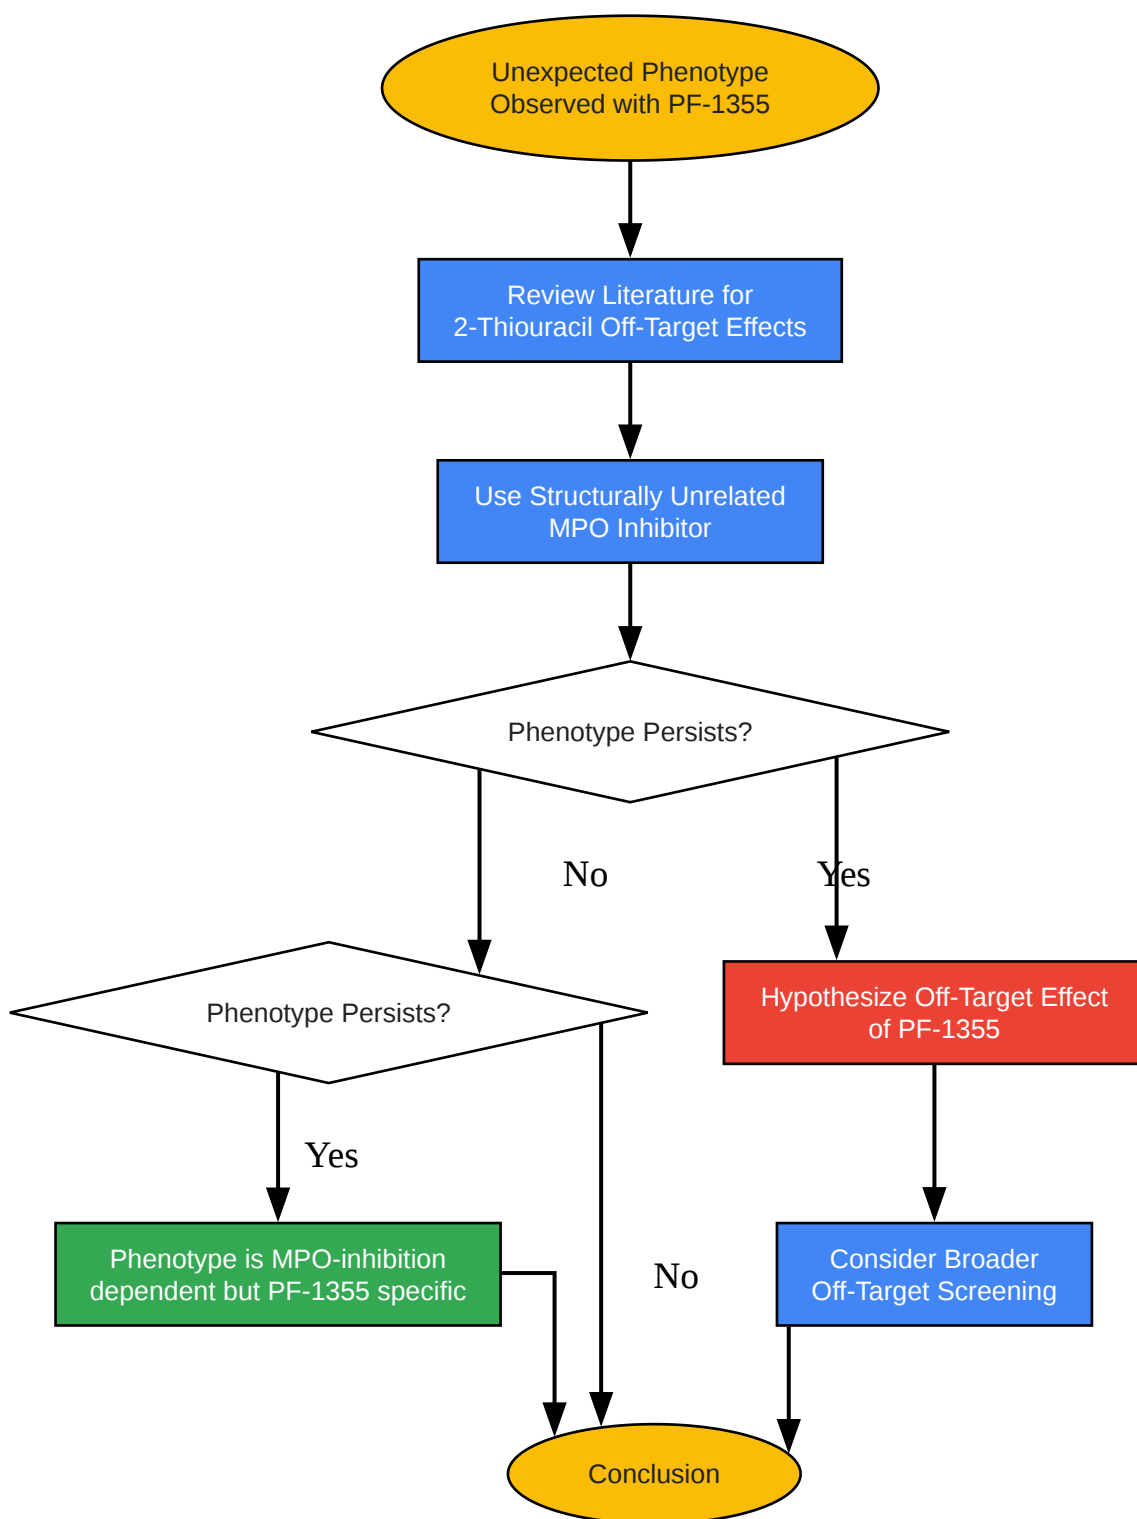 Unexpected Phenotype
Observed with PF-1355
Review Literature for
2-Thiouracil Off-Target Effects
Use Structurally Unrelated
MPO Inhibitor
Phenotype Persists?
No
Yes
Phenotype Persists?
Hypothesize Off-Target Effect
of PF-1355
Yes
No
Phenotype is MPO-inhibition
dependent but PF-1355 specific
Consider Broader
Off-Target Screening
Conclusion